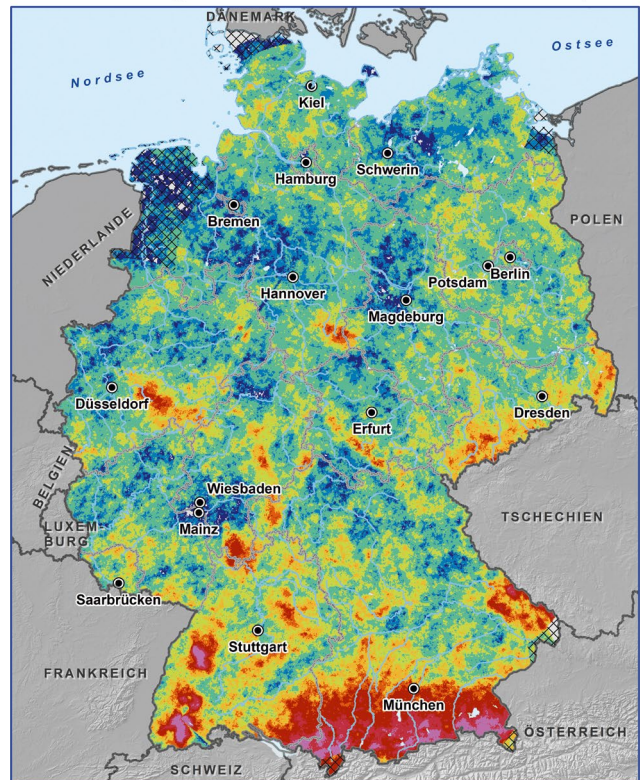 DÄNEMARK
Nordsee
Ostsee
Kiel
Hamburg
Schwerin
Bremen
NIEDERLANDE
POLEN
Hannover
Potsdam
Berlin
Magdeburg
Düsseldorf
Erfurt
Dresden
BELGIEN
Wiesbaden
Mainz
LUXEM-
BURG
TSCHECHIEN
Saarbrücken
Stuttgart
FRANKREICH
München
ÖSTERREICH
SCHWEIZ